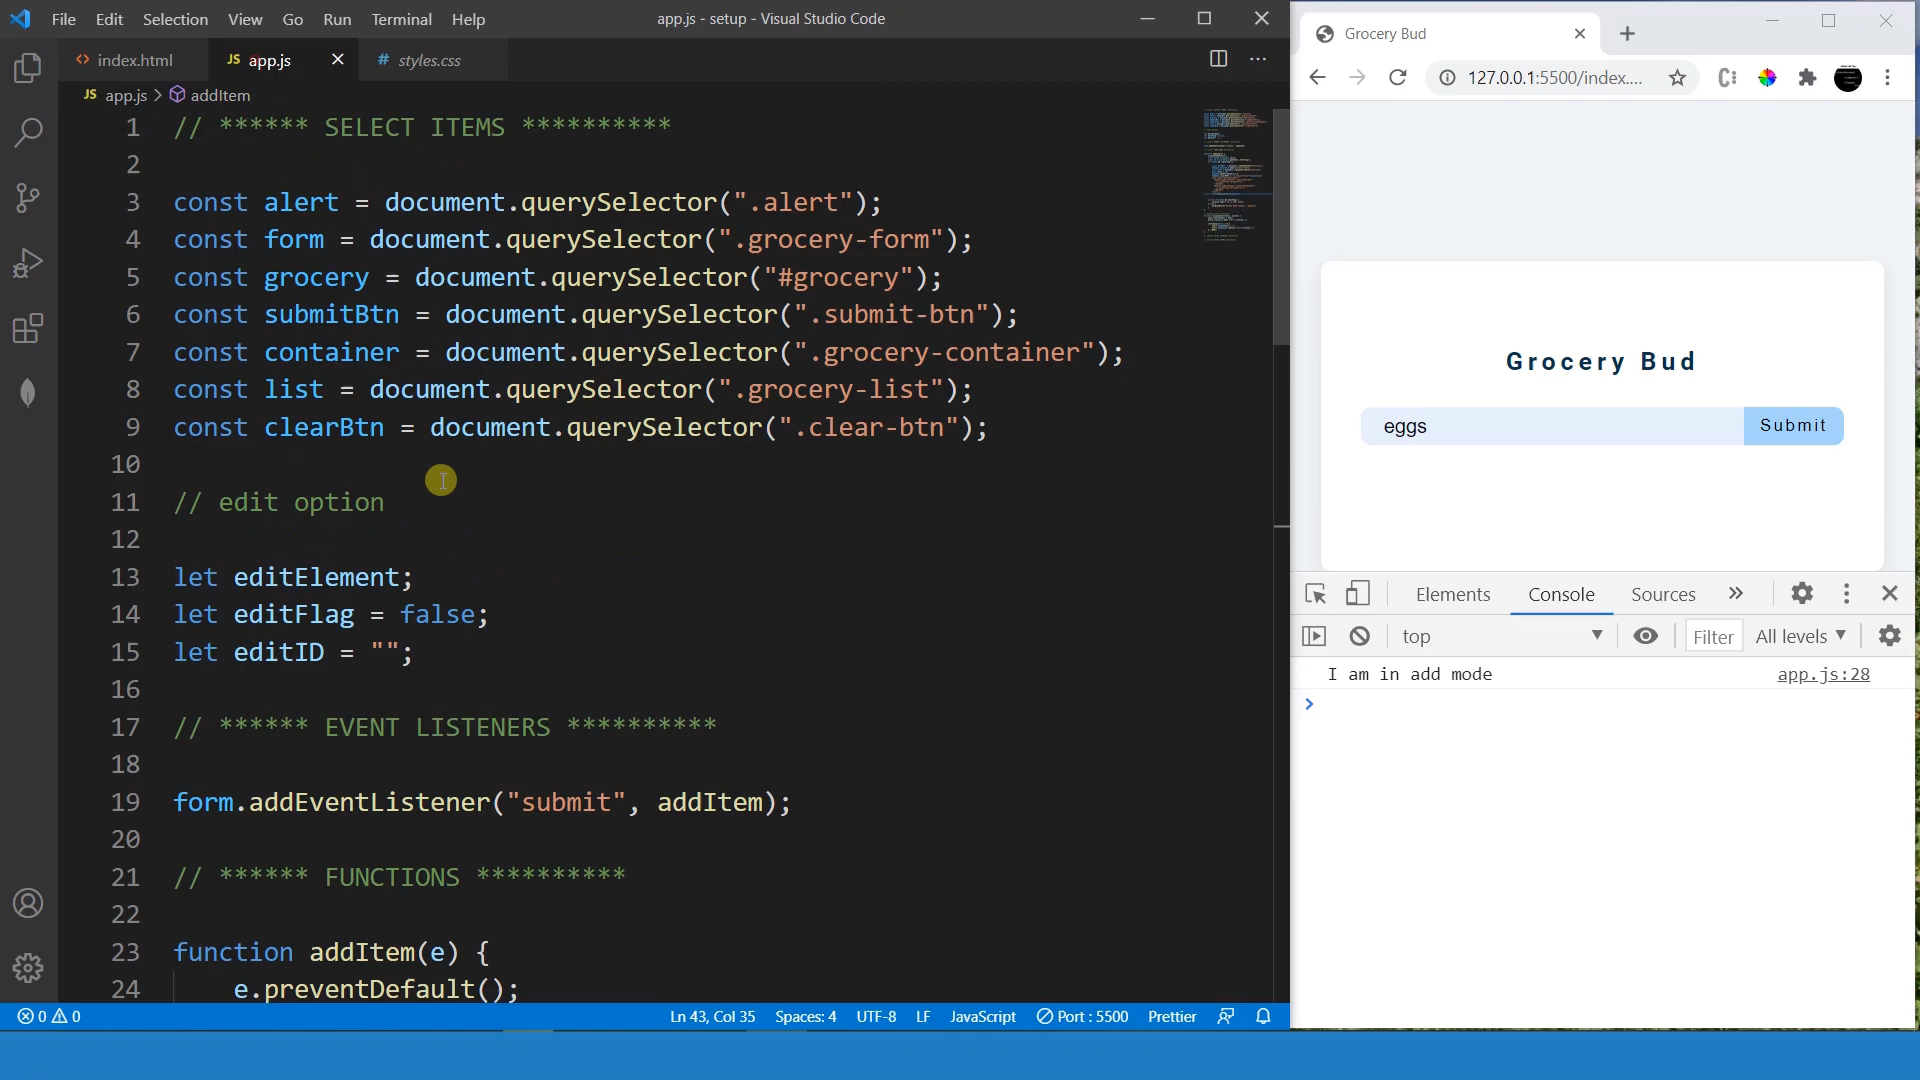 File Edit Selection View Go Run Terminal Help
app.js - setup - Visual Studio Code
<> index.html
JS app.js
# styles.css
JS app.js > addItem
1 // ****** SELECT ITEMS **********
2
3 const alert = document.querySelector(".alert");
4 const form = document.querySelector(".grocery-form");
5 const grocery = document.querySelector("#grocery");
6 const submitBtn = document.querySelector(".submit-btn");
7 const container = document.querySelector(".grocery-container");
8 const list = document.querySelector(".grocery-list");
9 const clearBtn = document.querySelector(".clear-btn");
10
11 // edit option
12
13 let editElement;
14 let editFlag = false;
15 let editID = "";
16
17 // ****** EVENT LISTENERS **********
18
19 form.addEventListener("submit", addItem);
20
21 // ****** FUNCTIONS **********
22
23 function addItem(e) {
24 e.preventDefault();
0 0 Ln 43, Col 35 Spaces: 4 UTF-8 LF JavaScript Port : 5500 Prettier
Grocery Bud
127.0.0.1:5500/index....
Grocery Bud
eggs
Submit
Elements Console Sources
top Filter All levels
I am in add mode app.js:28